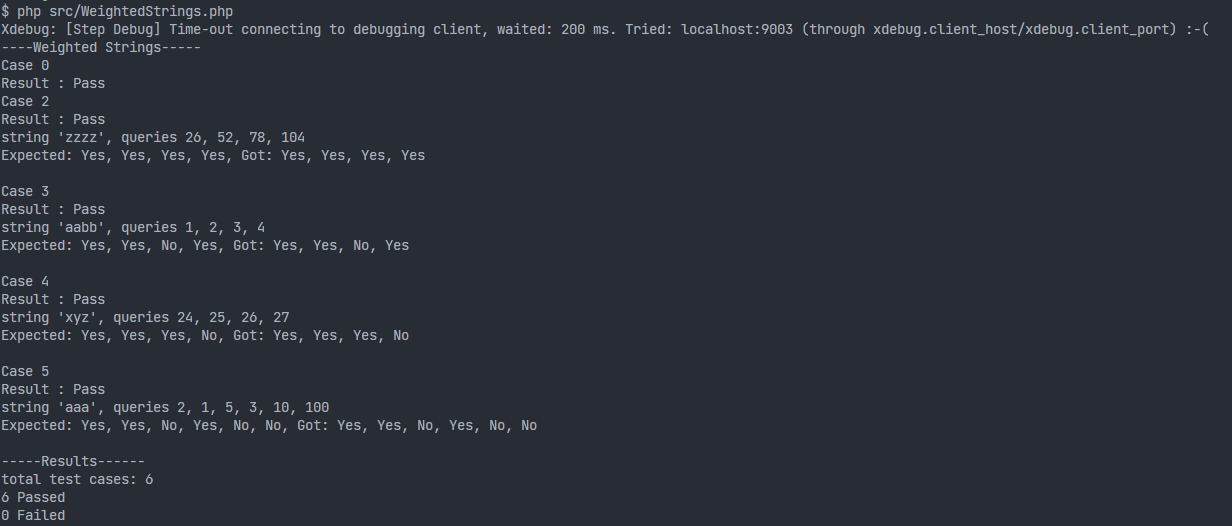 $ php src/WeightedStrings.php
Xdebug: [Step Debug] Time-out connecting to debugging client, waited: 200 ms. Tried: localhost:9003 (through xdebug.client_host/xdebug.client_port) :-(
----Weighted Strings-----
Case 0
Result : Pass
Case 2
Result : Pass
string 'zzzz', queries 26, 52, 78, 104
Expected: Yes, Yes, Yes, Yes, Got: Yes, Yes, Yes, Yes
Case 3
Result : Pass
string 'aabb', queries 1, 2, 3, 4
Expected: Yes, Yes, No, Yes, Got: Yes, Yes, No, Yes
Case 4
Result : Pass
string 'xyz', queries 24, 25, 26, 27
Expected: Yes, Yes, Yes, No, Got: Yes, Yes, Yes, No
Case 5
Result : Pass
string 'aaa', queries 2, 1, 5, 3, 10, 100
Expected: Yes, Yes, No, Yes, No, No, Got: Yes, Yes, No, Yes, No, No
-----Results------
total test cases: 6
6 Passed
0 Failed